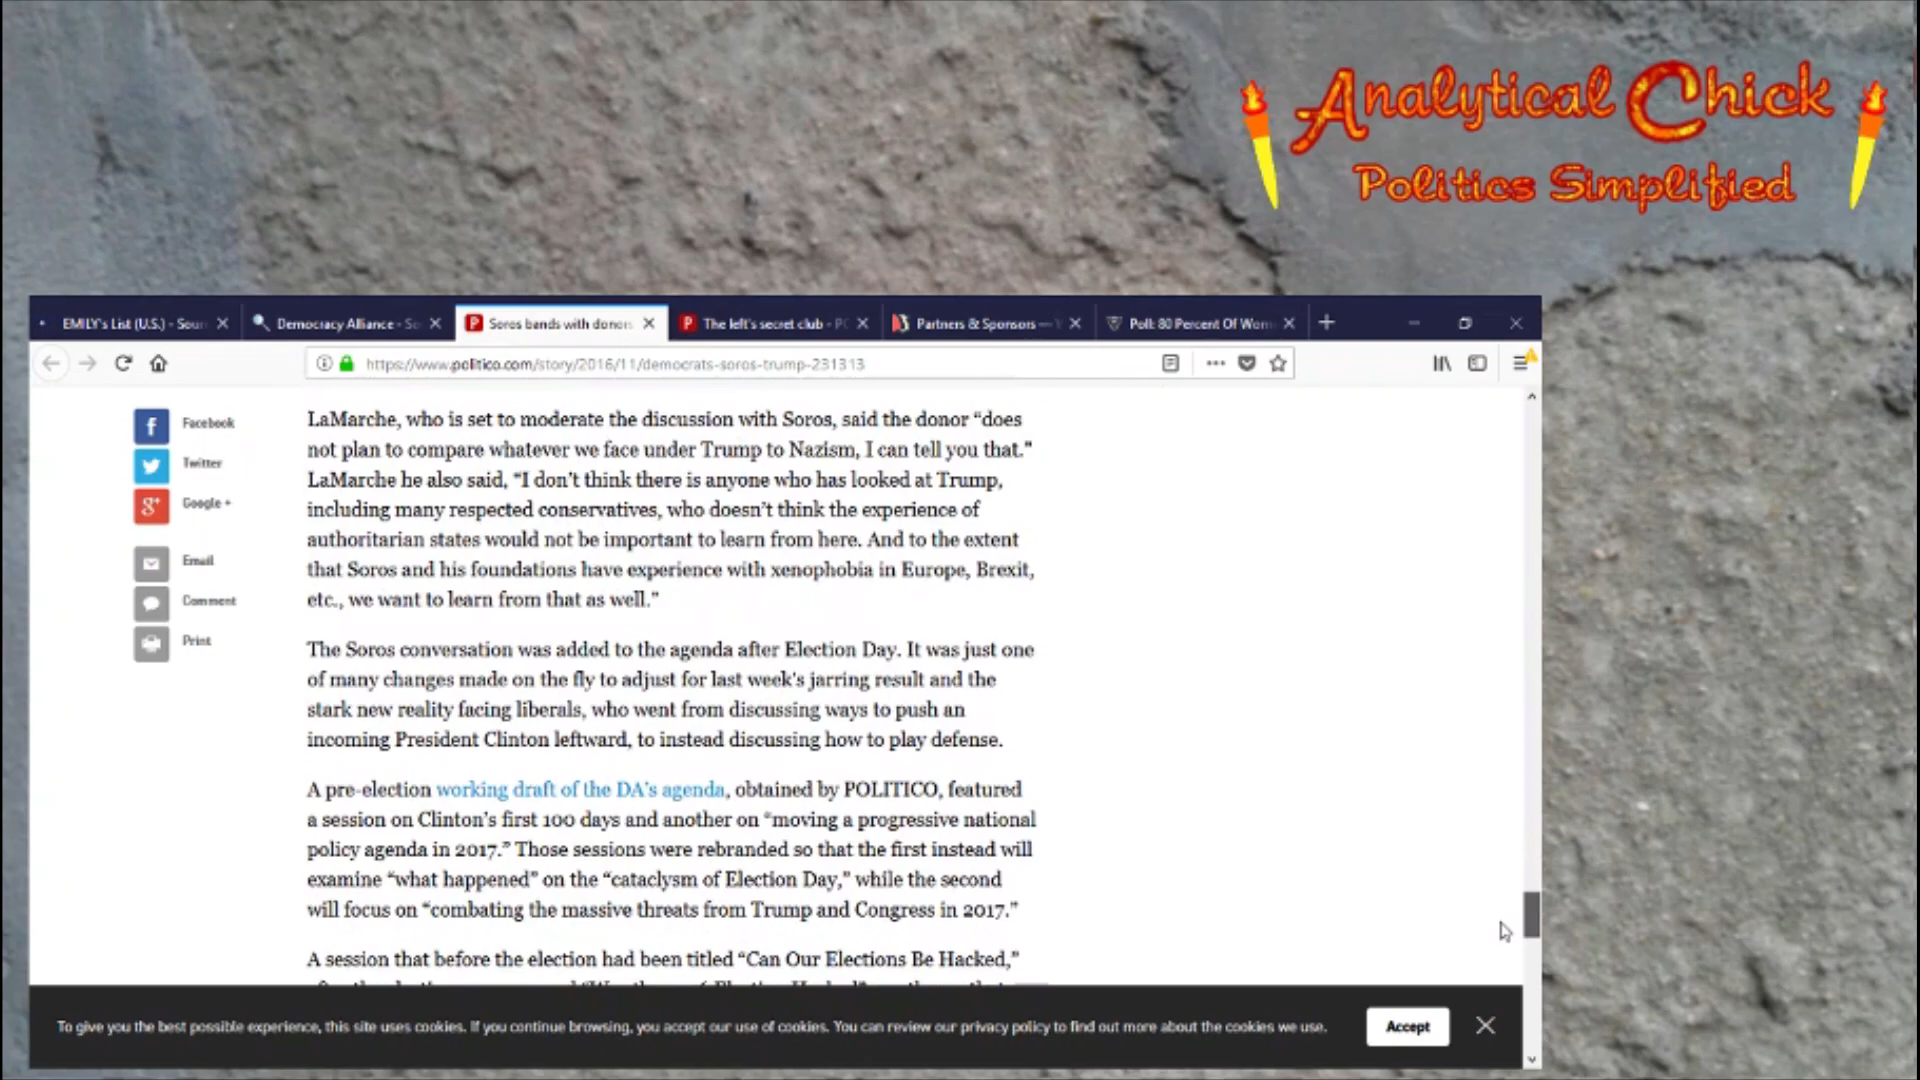 Analytical Chick
Politics Simplified
EMILY's List (U.S.) - Sour
Democracy Alliance - So
Soros bands with donors
The left's secret club - PO
Partners & Sponsors —
Poll: 80 Percent Of Wom
https://www.politico.com/story/2016/11/democrats-soros-trump-231313
Facebook
Twitter
Google +
Email
Comment
Print
LaMarche, who is set to moderate the discussion with Soros, said the donor “does
not plan to compare whatever we face under Trump to Nazism, I can tell you that.”
LaMarche he also said, “I don’t think there is anyone who has looked at Trump,
including many respected conservatives, who doesn’t think the experience of
authoritarian states would not be important to learn from here. And to the extent
that Soros and his foundations have experience with xenophobia in Europe, Brexit,
etc., we want to learn from that as well.”
The Soros conversation was added to the agenda after Election Day. It was just one
of many changes made on the fly to adjust for last week’s jarring result and the
stark new reality facing liberals, who went from discussing ways to push an
incoming President Clinton leftward, to instead discussing how to play defense.
A pre-election working draft of the DA’s agenda, obtained by POLITICO, featured
a session on Clinton’s first 100 days and another on “moving a progressive national
policy agenda in 2017.” Those sessions were rebranded so that the first instead will
examine “what happened” on the “cataclysm of Election Day,” while the second
will focus on “combating the massive threats from Trump and Congress in 2017.”
A session that before the election had been titled “Can Our Elections Be Hacked,”
To give you the best possible experience, this site uses cookies. If you continue browsing, you accept our use of cookies. You can review our privacy policy to find out more about the cookies we use.
Accept